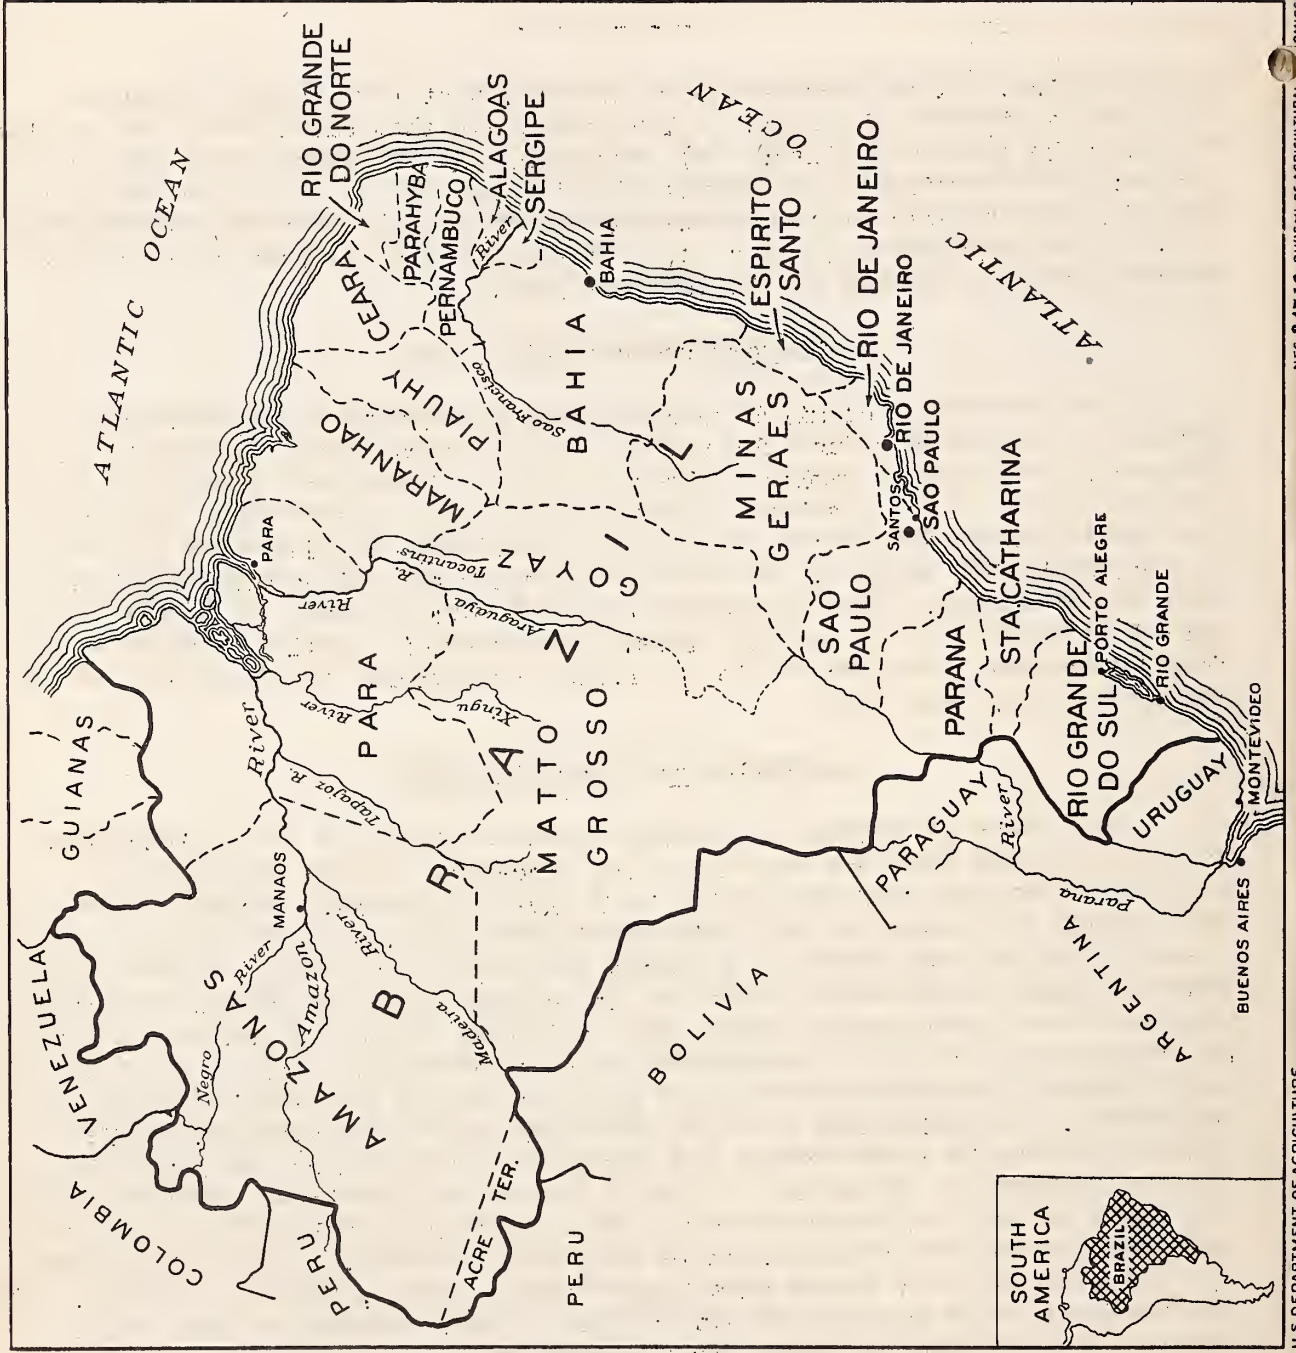 ATLANTIC OCEAN
RIO GRANDE
DO NORTE
ALAGOAS
SERGIPE
PARAHYBA
PERNAMBUCO
River
CEARA
PIAUHY
MARANHAO
Sao Francisco
BAHIA
BAHIA
ATLANTIC OCEAN
ESPIRITO
SANTO
RIO DE JANEIRO
RIO DE JANEIRO
SAO PAULO
SANTOS
MINAS
GERAES
GUIANAS
PARA
River
Tocantins
R.
Araguaya
GOYAZ
PARA
River
River
Xingu
Tapajoz R.
MATTO
GROSSO
BRAZIL
SAO
PAULO
PARANA
STA. CATHARINA
RIO GRANDE
DO SUL
PORTO ALEGRE
RIO GRANDE
URUGUAY
MONTEVIDEO
BUENOS AIRES
PARAGUAY
River
Parana
ARGENTINA
BOLIVIA
VENEZUELA
COLOMBIA
MANAOS
River
Negro
Amazon
AMAZONAS
River
Madeira
ACRE TER.
PERU
PERU
SOUTH
AMERICA
BRAZIL
U.S. DEPARTMENT OF AGRICULTURE